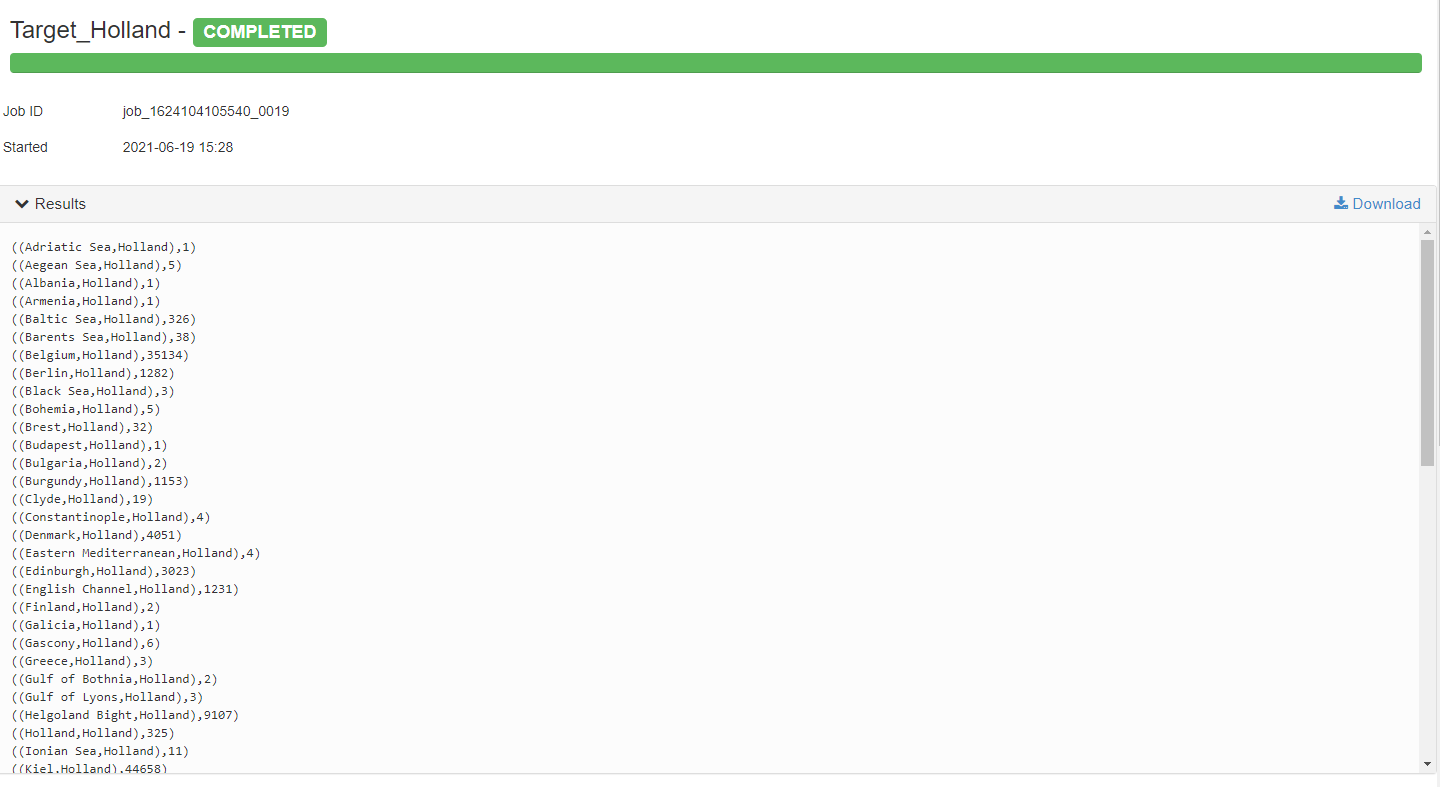 Target_Holland - COMPLETED
Job ID job_1624104105540_0019
Started 2021-06-19 15:28
Results Download
((Adriatic Sea,Holland),1)
((Aegean Sea,Holland),5)
((Albania,Holland),1)
((Armenia,Holland),1)
((Baltic Sea,Holland),326)
((Barents Sea,Holland),38)
((Belgium,Holland),35134)
((Berlin,Holland),1282)
((Black Sea,Holland),3)
((Bohemia,Holland),5)
((Brest,Holland),32)
((Budapest,Holland),1)
((Bulgaria,Holland),2)
((Burgundy,Holland),1153)
((Clyde,Holland),19)
((Constantinople,Holland),4)
((Denmark,Holland),4051)
((Eastern Mediterranean,Holland),4)
((Edinburgh,Holland),3023)
((English Channel,Holland),1231)
((Finland,Holland),2)
((Galicia,Holland),1)
((Gascony,Holland),6)
((Greece,Holland),3)
((Gulf of Bothnia,Holland),2)
((Gulf of Lyons,Holland),3)
((Helgoland Bight,Holland),9107)
((Holland,Holland),325)
((Ionian Sea,Holland),11)
((Kiel,Holland),44658)